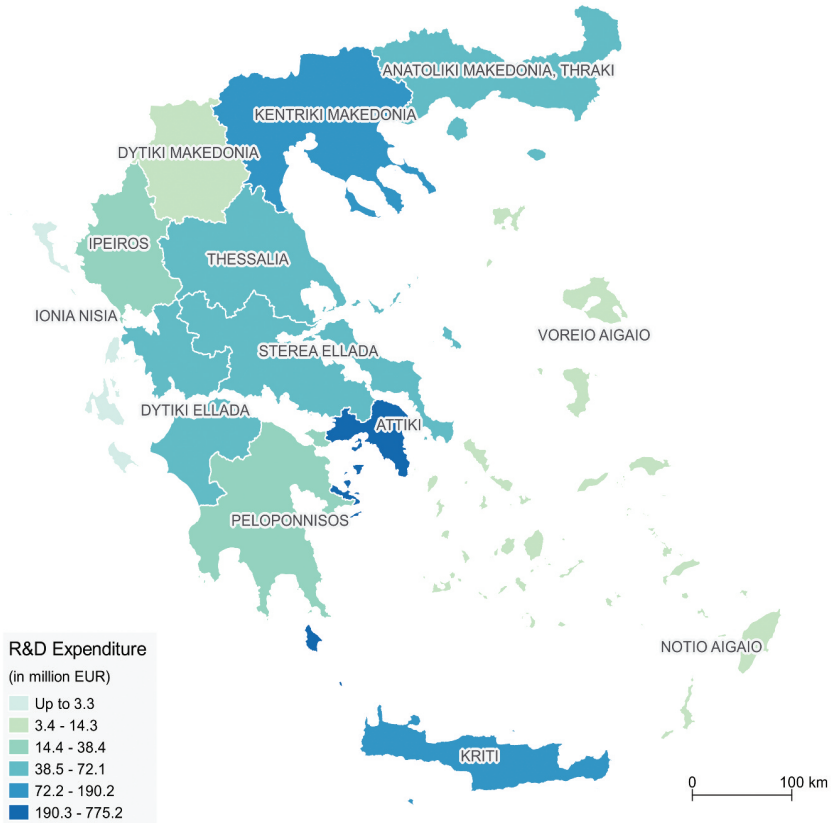 ANATOLIKI MAKEDONIA, THRAKI
KENTRIKI MAKEDONIA
DYTIKI MAKEDONIA
IPEIROS
THESSALIA
IONIA NISIA
VOREIO AIGAIO
STEREA ELLADA
DYTIKI ELLADA
ATTIKI
PELOPONNISOS
NOTIO AIGAIO
KRITI
R&D Expenditure
(in million EUR)
Up to 3.3
3.4 - 14.3
14.4 - 38.4
38.5 - 72.1
72.2 - 190.2
190.3 - 775.2
0 100 km